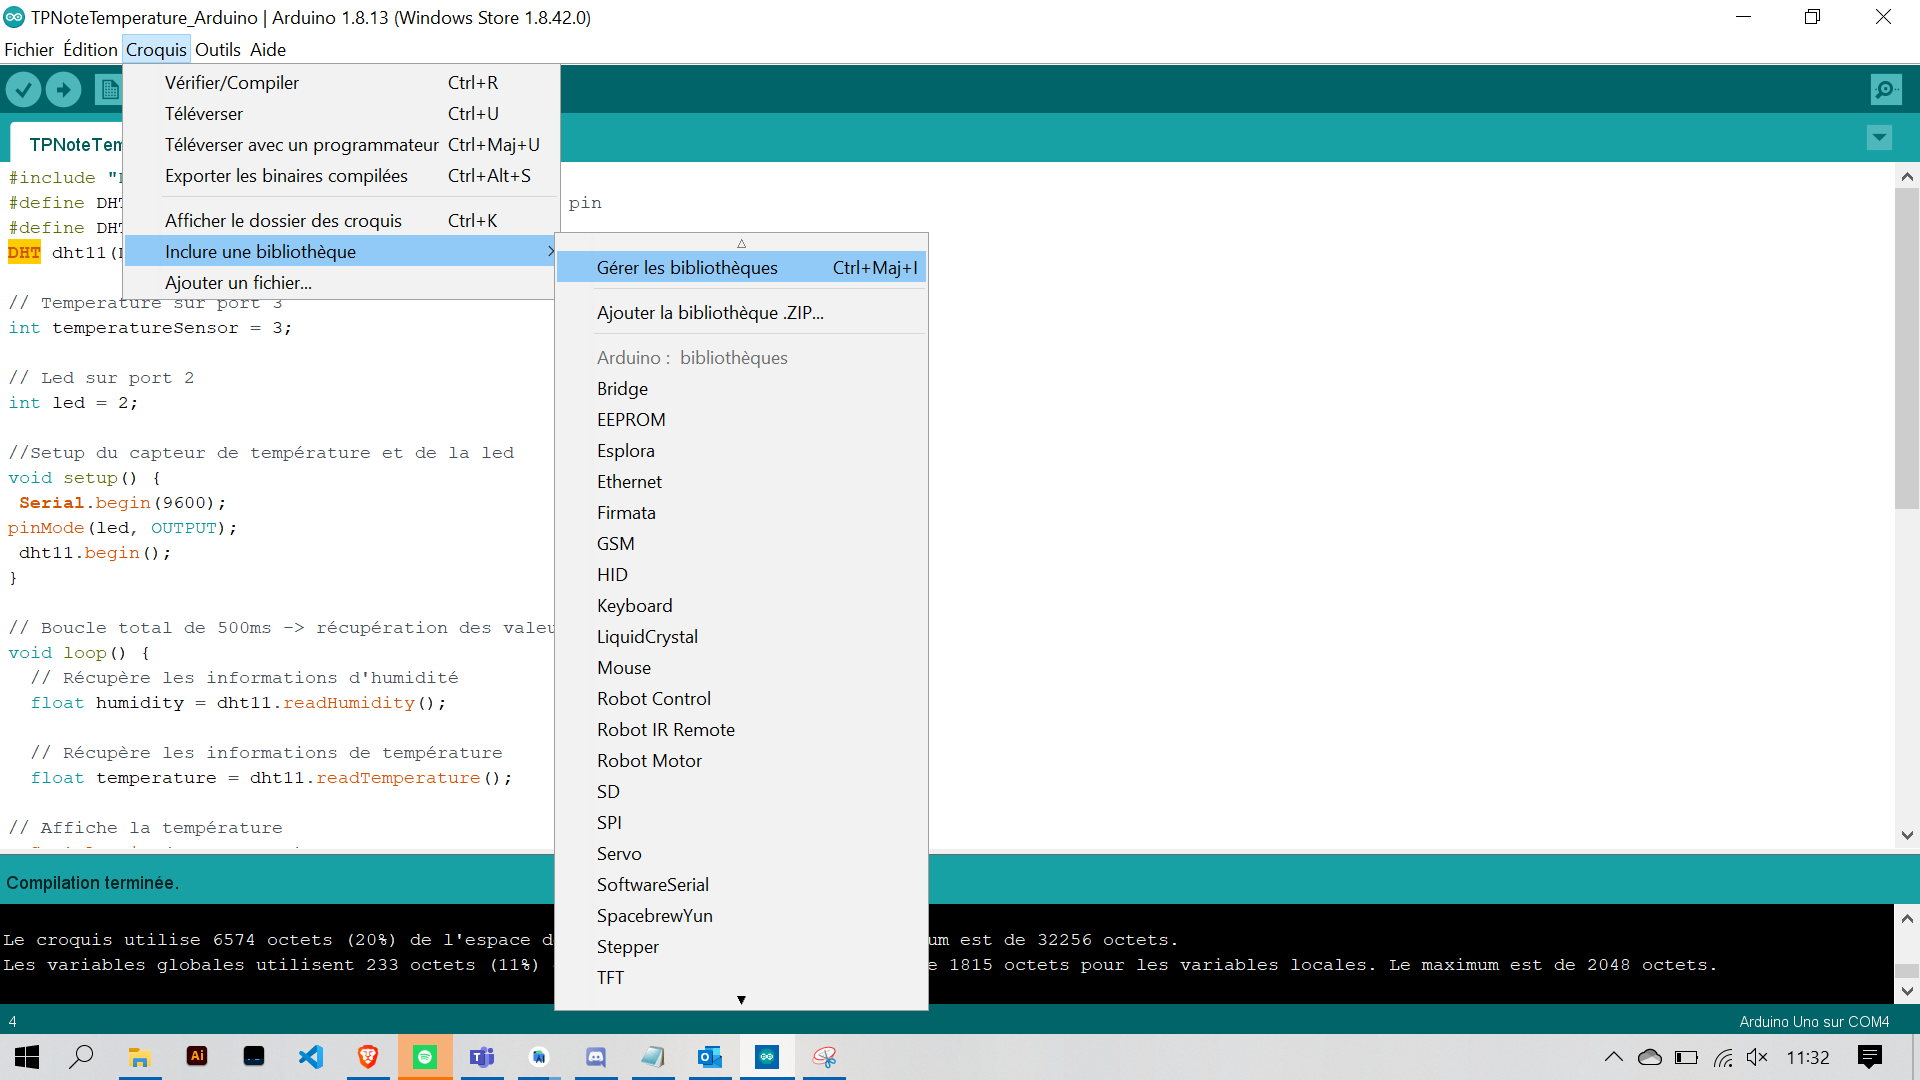 TPNoteTemperature_Arduino | Arduino 1.8.13 (Windows Store 1.8.42.0)
Fichier Édition Croquis Outils Aide
Vérifier/Compiler Ctrl+R
Téléverser Ctrl+U
Téléverser avec un programmateur Ctrl+Maj+U
Exporter les binaires compilées Ctrl+Alt+S
Afficher le dossier des croquis Ctrl+K
Inclure une bibliothèque
Ajouter un fichier...
Gérer les bibliothèques Ctrl+Maj+I
Ajouter la bibliothèque .ZIP...
Arduino : bibliothèques
Bridge
EEPROM
Esplora
Ethernet
Firmata
GSM
HID
Keyboard
LiquidCrystal
Mouse
Robot Control
Robot IR Remote
Robot Motor
SD
SPI
Servo
SoftwareSerial
SpacebrewYun
Stepper
TFT
TPNoteTem
#include "
#define DHT pin
#define DHT
DHT dht11(
// Temperature sur port 3
int temperatureSensor = 3;
// Led sur port 2
int led = 2;
//Setup du capteur de température et de la led
void setup() {
Serial.begin(9600);
pinMode(led, OUTPUT);
dht11.begin();
}
// Boucle total de 500ms -> récupération des valeu
void loop() {
// Récupère les informations d'humidité
float humidity = dht11.readHumidity();
// Récupère les informations de température
float temperature = dht11.readTemperature();
// Affiche la température
Compilation terminée.
Le croquis utilise 6574 octets (20%) de l'espace d um est de 32256 octets.
Les variables globales utilisent 233 octets (11%) e 1815 octets pour les variables locales. Le maximum est de 2048 octets.
4
Arduino Uno sur COM4
Ai
11:32